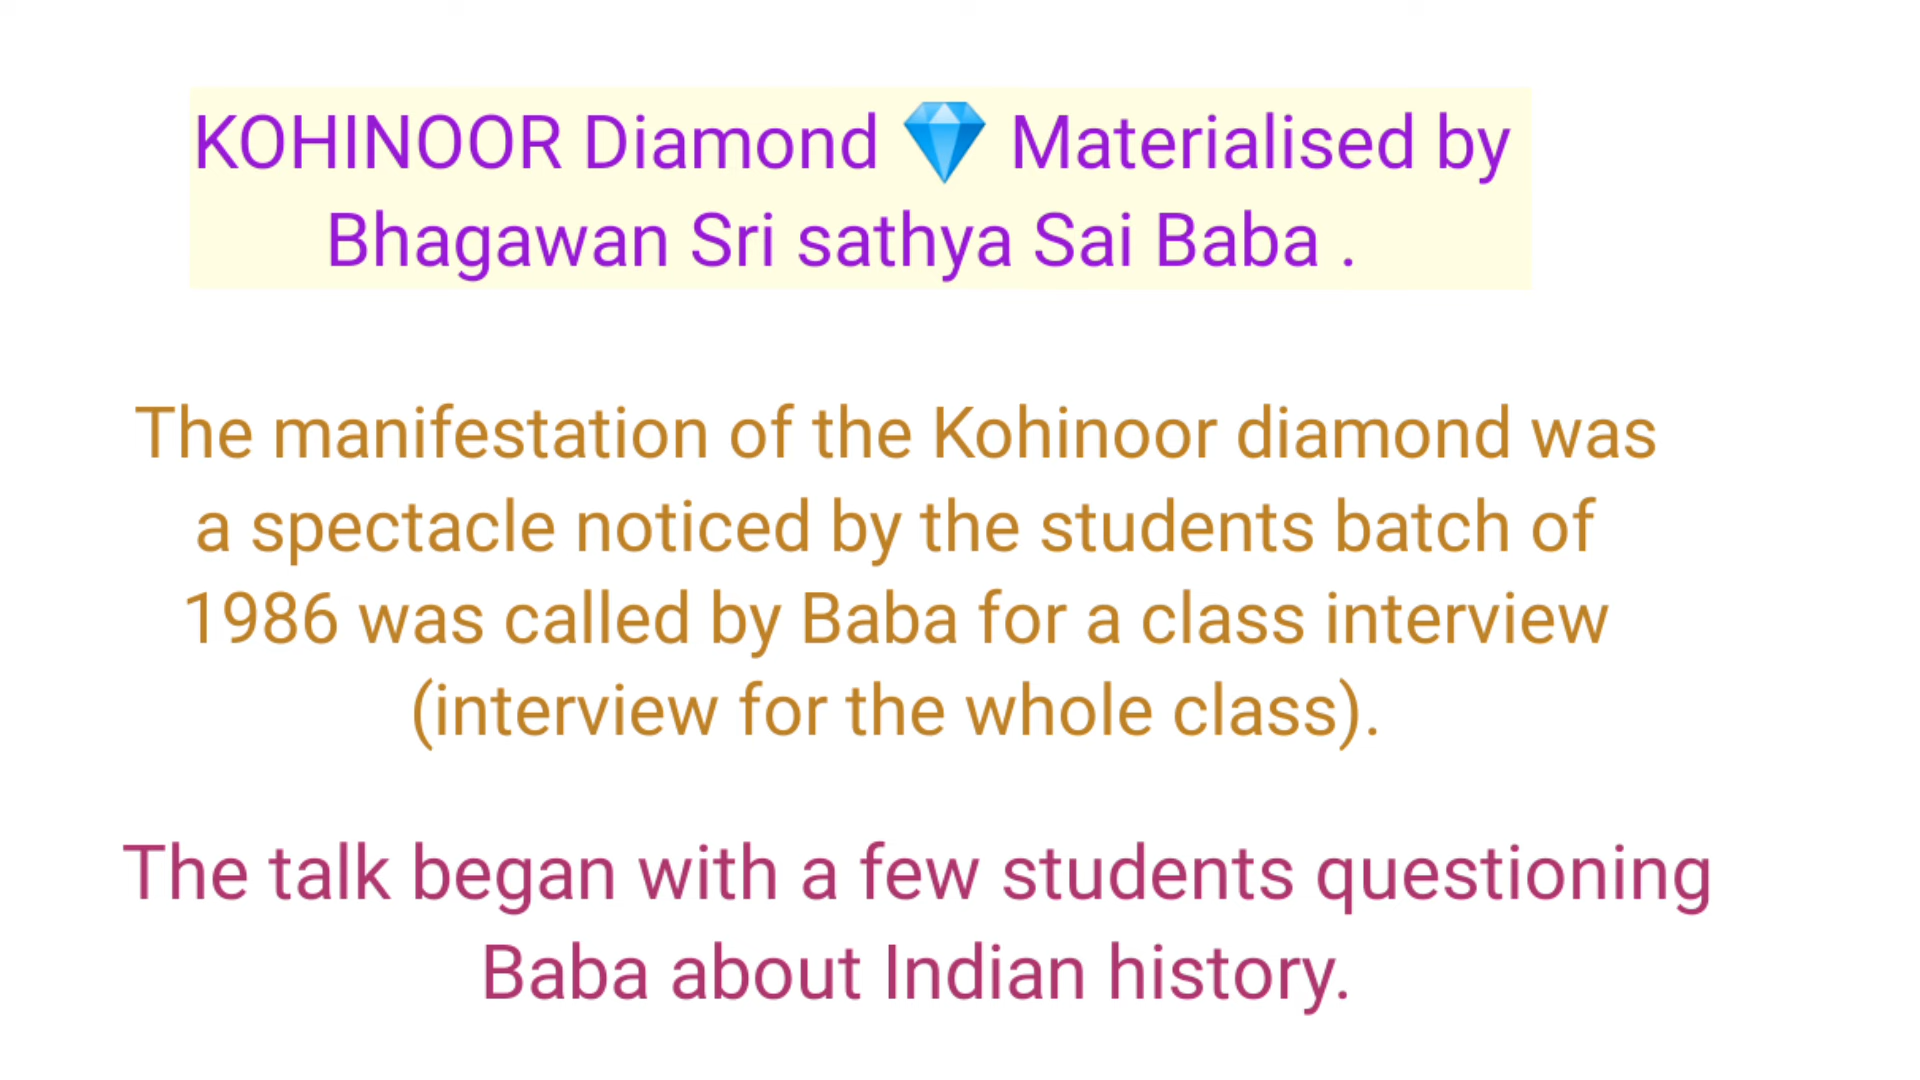 KOHINOOR Diamond 💎 Materialised by
Bhagawan Sri sathya Sai Baba .
The manifestation of the Kohinoor diamond was
a spectacle noticed by the students batch of
1986 was called by Baba for a class interview
(interview for the whole class).
The talk began with a few students questioning
Baba about Indian history.